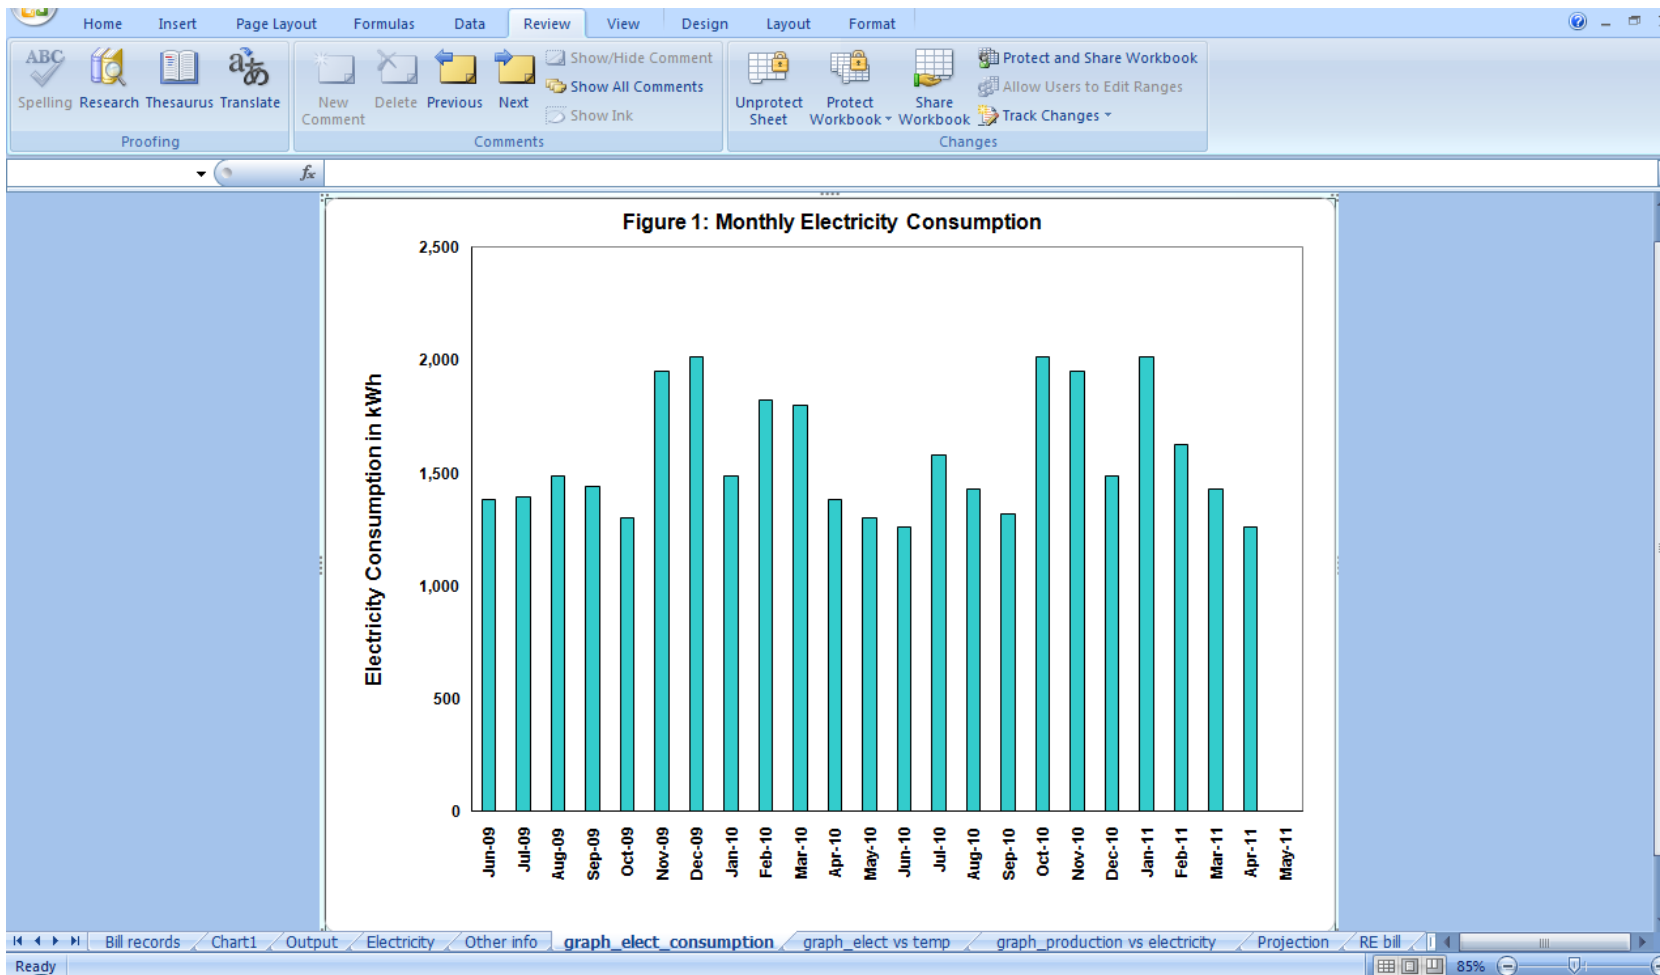 Home Insert Page Layout Formulas Data Review View Design Layout Format
ABC
Spelling Research Thesaurus Translate
Proofing
New Comment Delete Previous Next
Show/Hide Comment
Show All Comments
Show Ink
Comments
Unprotect Sheet
Protect Workbook
Share Workbook
Protect and Share Workbook
Allow Users to Edit Ranges
Track Changes
Changes
fx
Figure 1: Monthly Electricity Consumption
Electricity Consumption in kWh
2,500
2,000
1,500
1,000
500
0
Jun-09
Jul-09
Aug-09
Sep-09
Oct-09
Nov-09
Dec-09
Jan-10
Feb-10
Mar-10
Apr-10
May-10
Jun-10
Jul-10
Aug-10
Sep-10
Oct-10
Nov-10
Dec-10
Jan-11
Feb-11
Mar-11
Apr-11
May-11
Bill records Chart1 Output Electricity Other info graph_elect_consumption graph_elect vs temp graph_production vs electricity Projection RE bill
Ready
85%